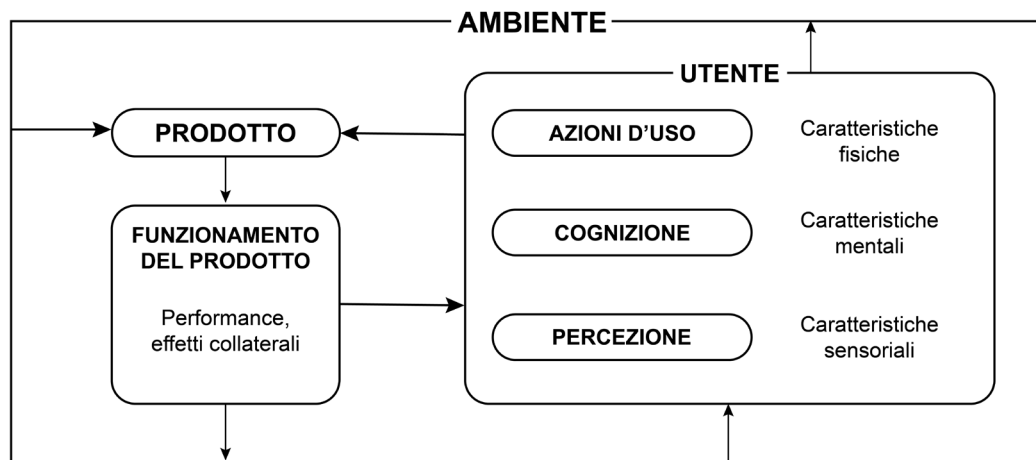 AMBIENTE
UTENTE
PRODOTTO
AZIONI D’USO
Caratteristiche
fisiche
FUNZIONAMENTO
DEL PRODOTTO
Performance,
effetti collaterali
COGNIZIONE
Caratteristiche
mentali
PERCEZIONE
Caratteristiche
sensoriali